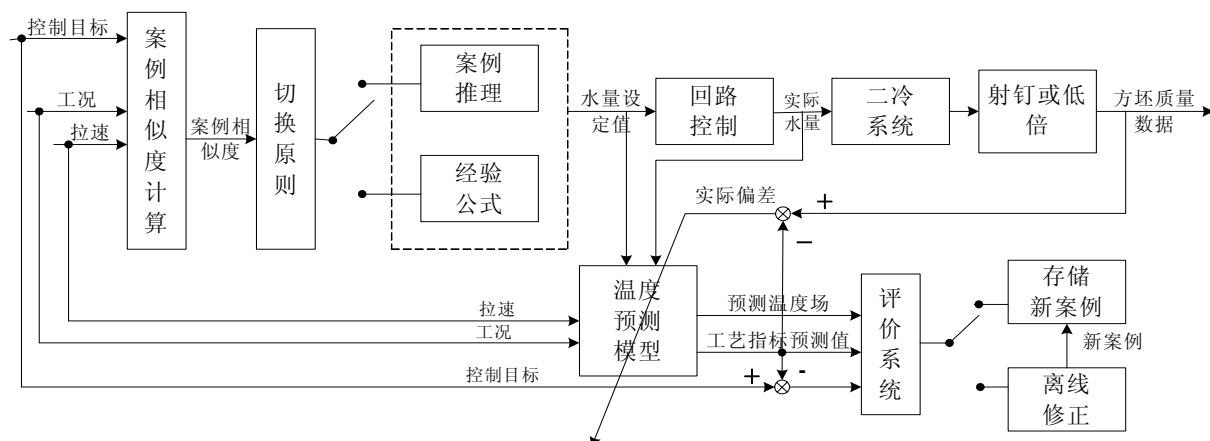 控制目标
工况
拉速
案
例
相
似
度
计
算
案例相
似度
切
换
原
则
案例
推理
经验
公式
水量设
定值
回路
控制
实际
水量
二冷
系统
射钉或低
倍
方坯质量
数据
实际偏差
+
−
温度
预测
模型
拉速
工况
控制目标
预测温度场
工艺指标预测值
+
-
评
价
系
统
存储
新案例
新案例
离线
修正